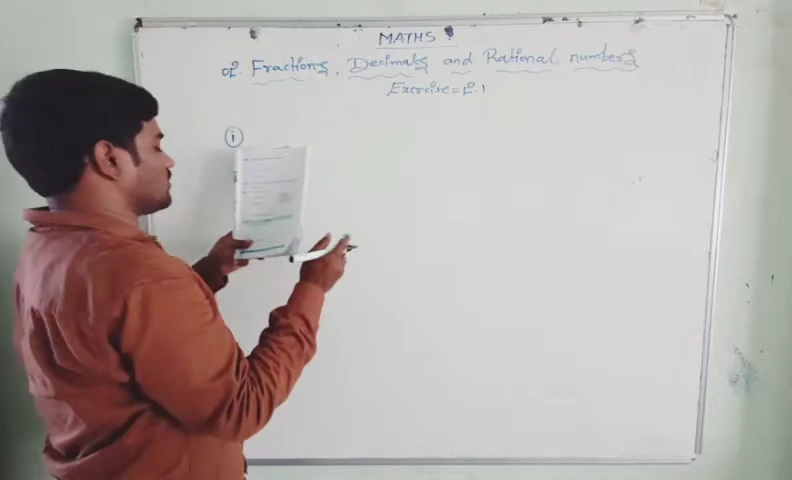 MATHS
02. Fractions, Decimals and Rational numbers
Exercise = 2.1
i